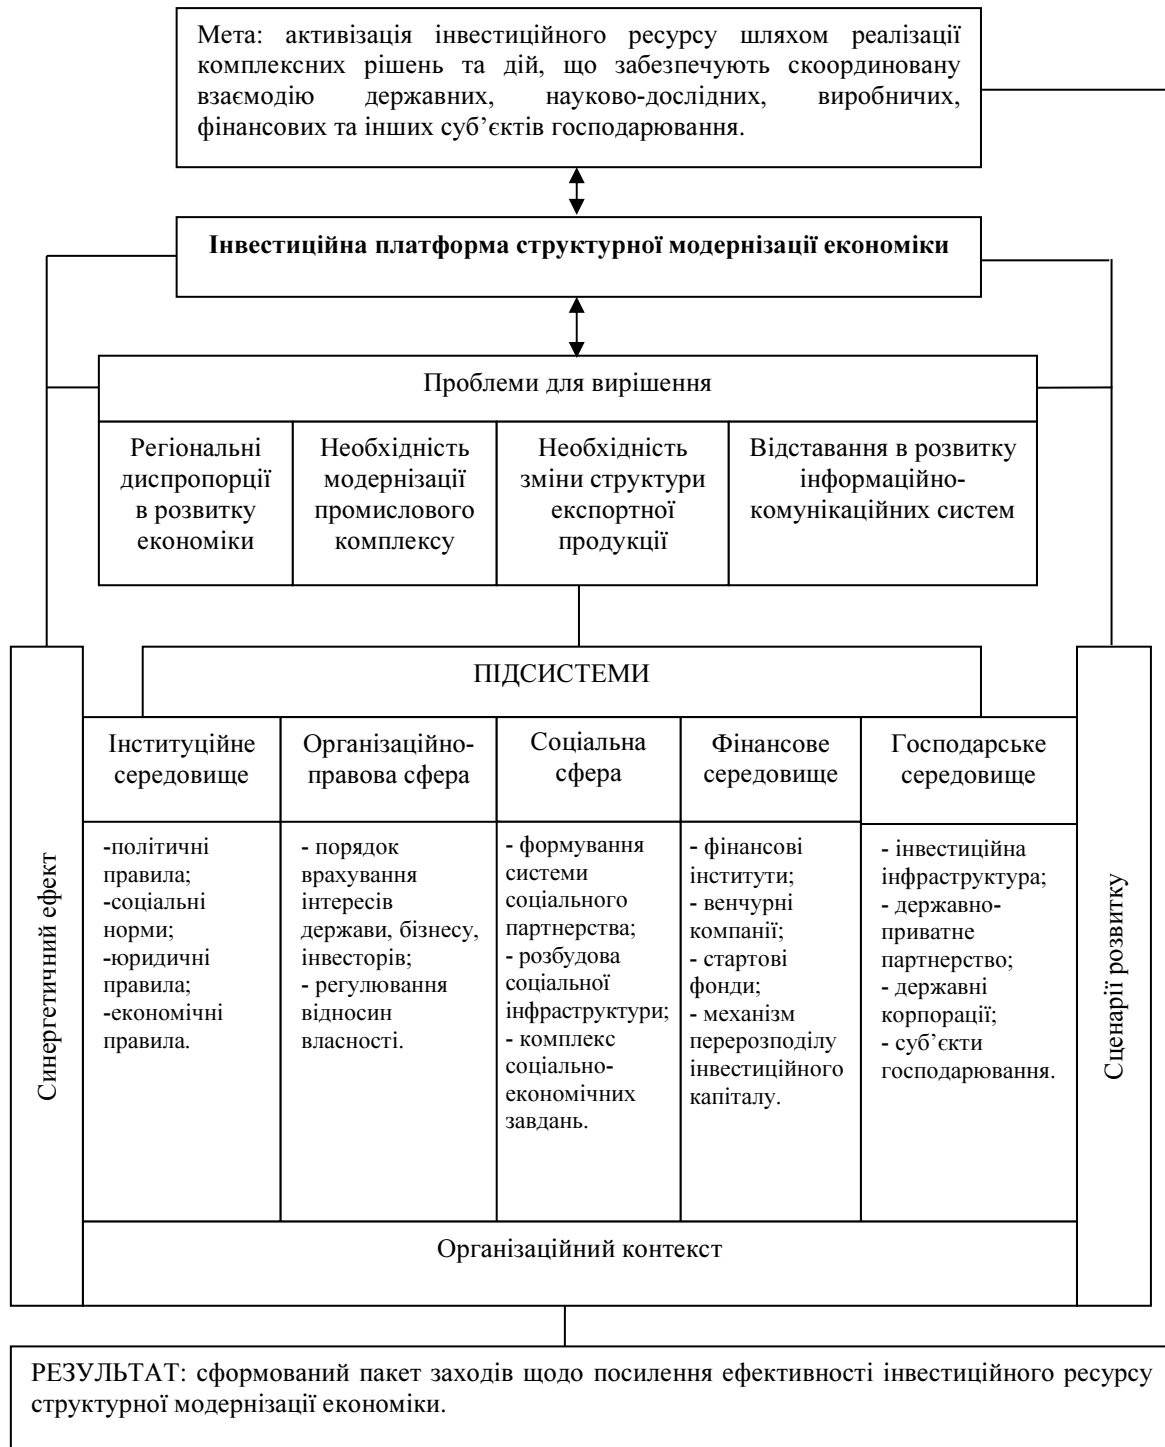 Мета: активізація інвестиційного ресурсу шляхом реалізації
комплексних рішень та дій, що забезпечують скоординовану
взаємодію державних, науково-дослідних, виробничих,
фінансових та інших суб’єктів господарювання.
Інвестиційна платформа структурної модернізації економіки
Проблеми для вирішення
Регіональні
диспропорції
в розвитку
економіки
Необхідність
модернізації
промислового
комплексу
Необхідність
зміни структури
експортної
продукції
Відставання в розвитку
інформаційно-
комунікаційних систем
Синергетичний ефект
ПІДСИСТЕМИ
Інституційне
середовище
-політичні
правила;
-соціальні
норми;
-юридичні
правила;
-економічні
правила.
Організаційно-
правова сфера
- порядок
врахування
інтересів
держави, бізнесу,
інвесторів;
- регулювання
відносин
власності.
Соціальна
сфера
- формування
системи
соціального
партнерства;
- розбудова
соціальної
інфраструктури;
- комплекс
соціально-
економічних
завдань.
Фінансове
середовище
- фінансові
інститути;
- венчурні
компанії;
- стартові
фонди;
- механізм
перерозподілу
інвестиційного
капіталу.
Господарське
середовище
- інвестиційна
інфраструктура;
- державно-
приватне
партнерство;
- державні
корпорації;
- суб’єкти
господарювання.
Сценарії розвитку
Організаційний контекст
РЕЗУЛЬТАТ: сформований пакет заходів щодо посилення ефективності інвестиційного ресурсу
структурної модернізації економіки.